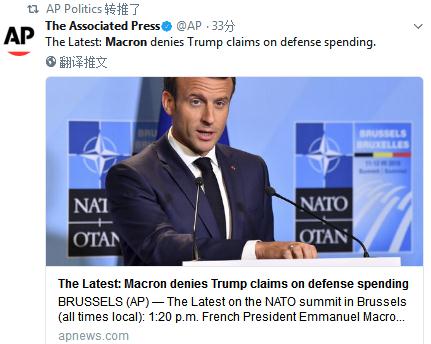 AP Politics 转推了
AP
The Associated Press @AP · 33分
The Latest: Macron denies Trump claims on defense spending.
翻译推文
NATO
OTAN
NATO
OTAN
BRUSSELS
BRUXELLES
The Latest: Macron denies Trump claims on defense spending
BRUSSELS (AP) — The Latest on the NATO summit in Brussels
(all times local): 1:20 p.m. French President Emmanuel Macro...
apnews.com